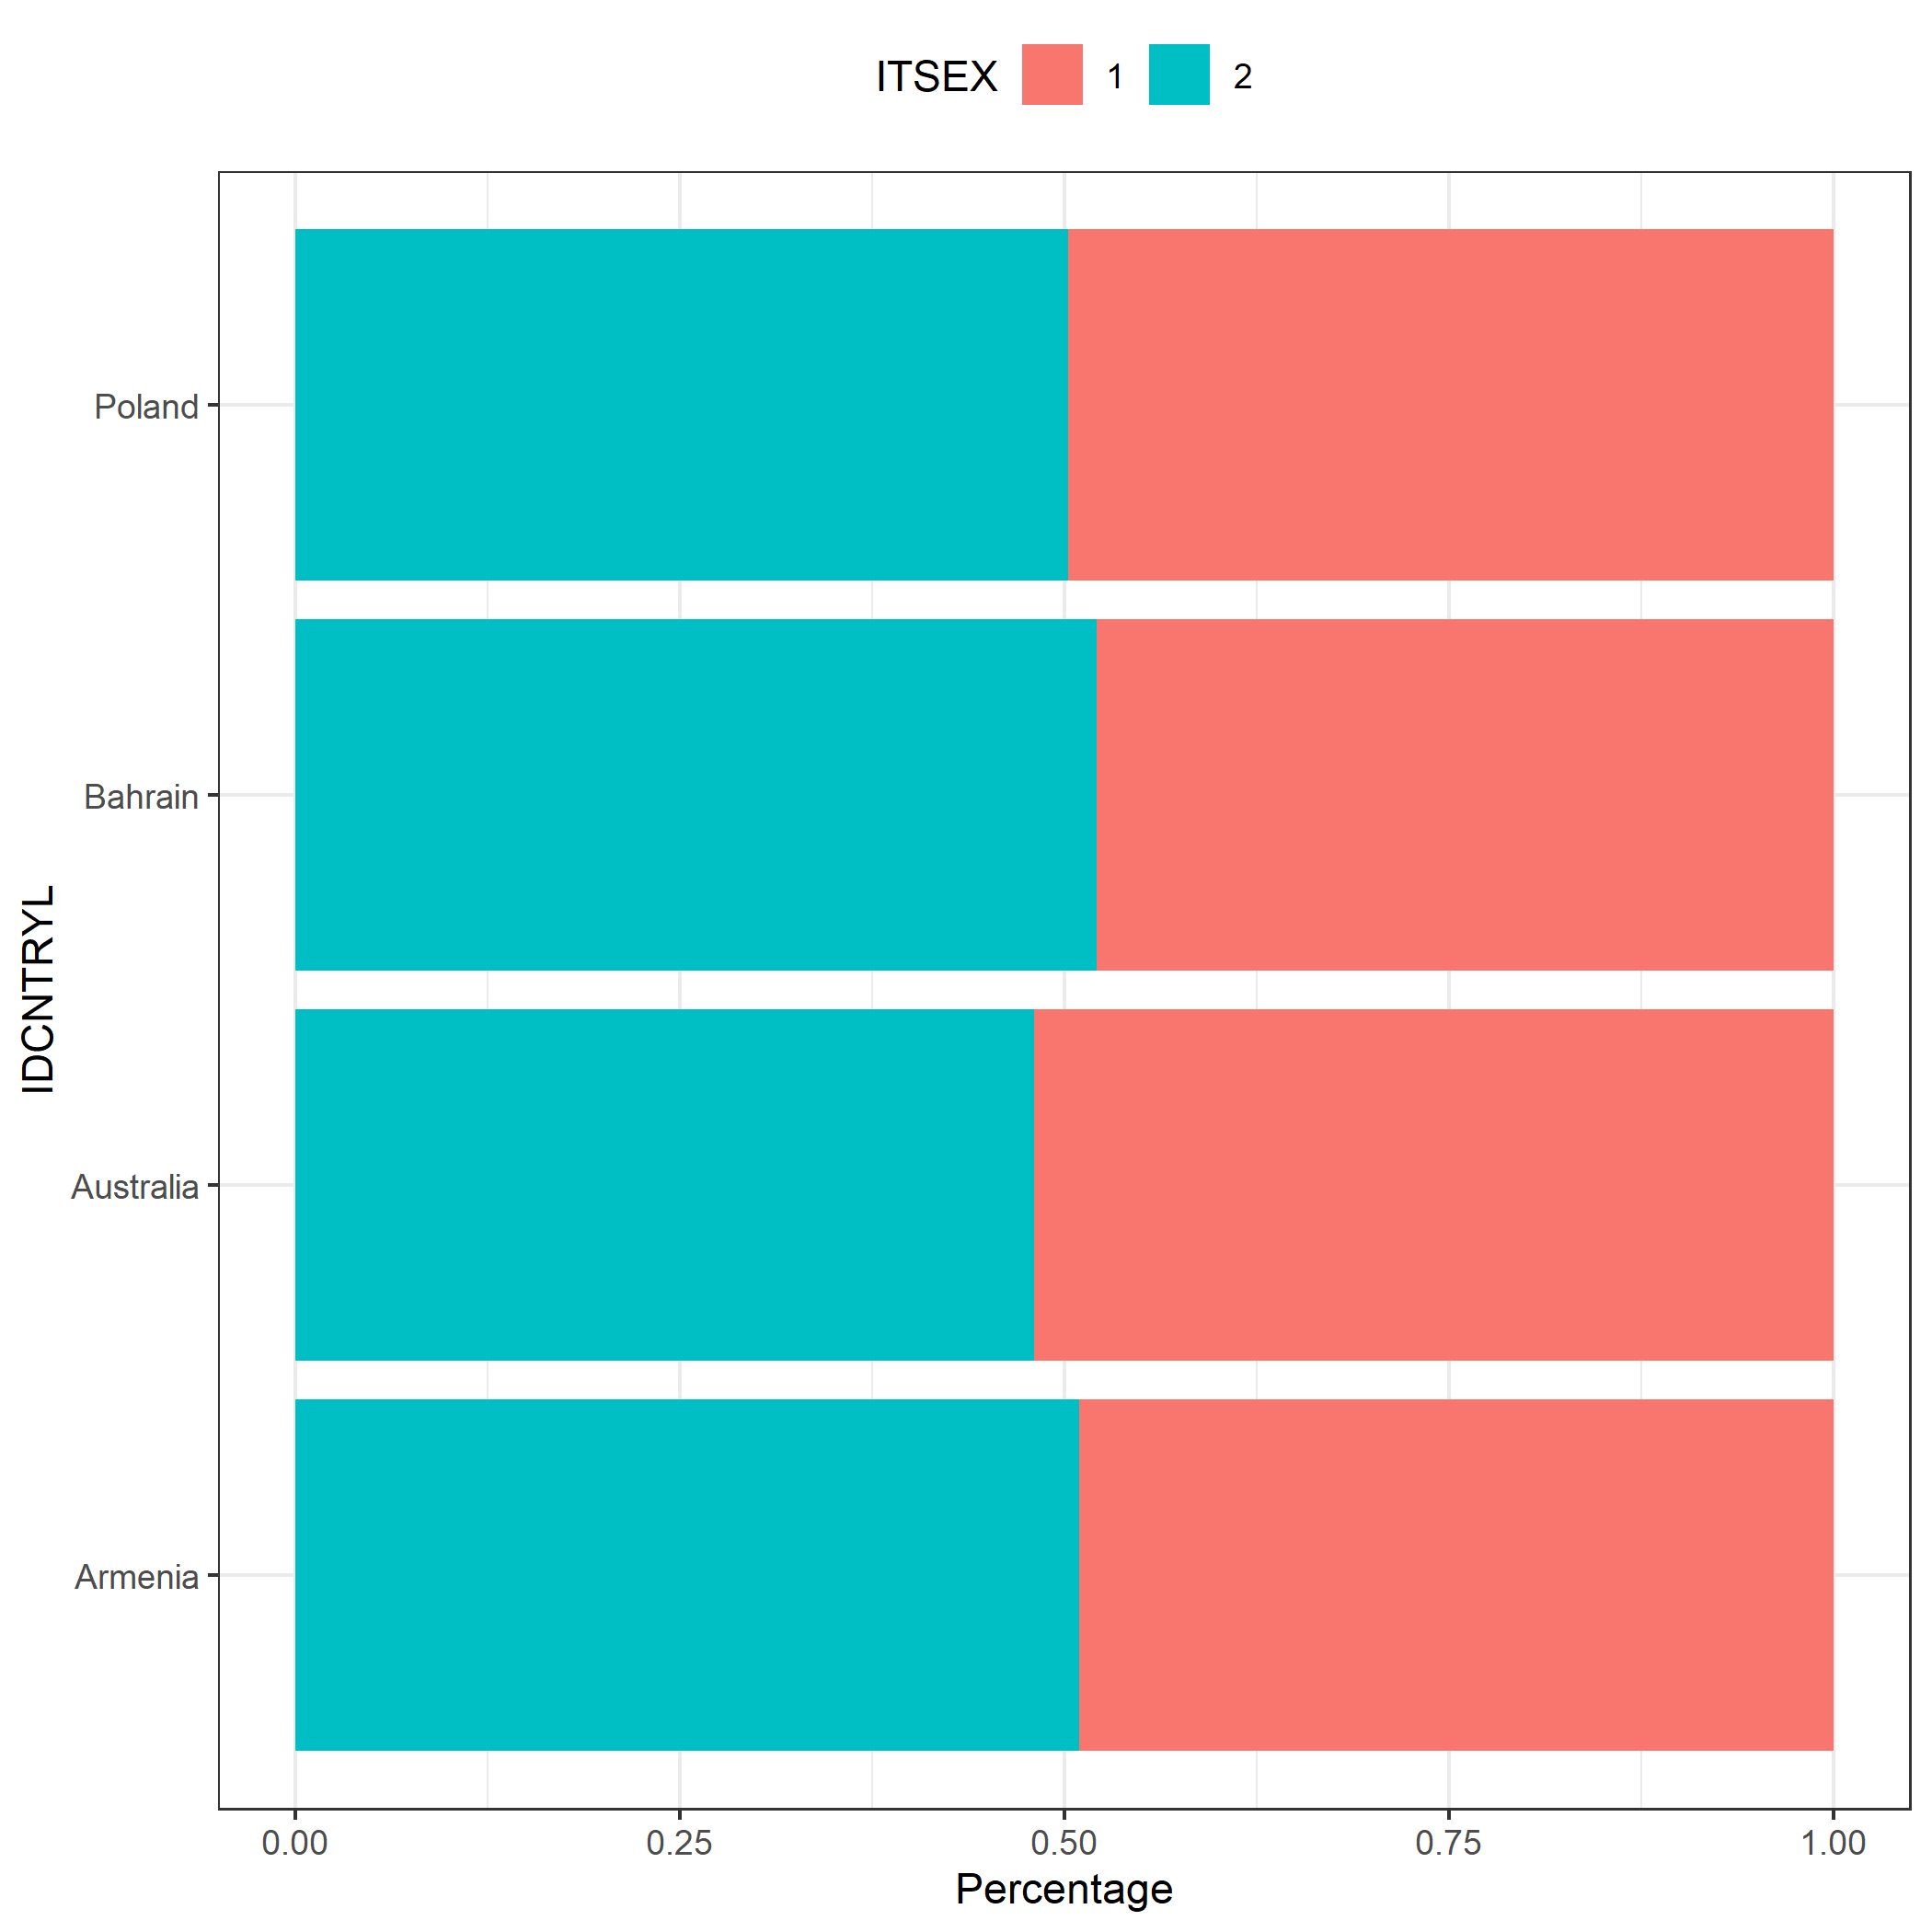 ITSEX 1 2
Poland
Bahrain
Australia
Armenia
IDCNTRYL
0.00 0.25 0.50 0.75 1.00
Percentage